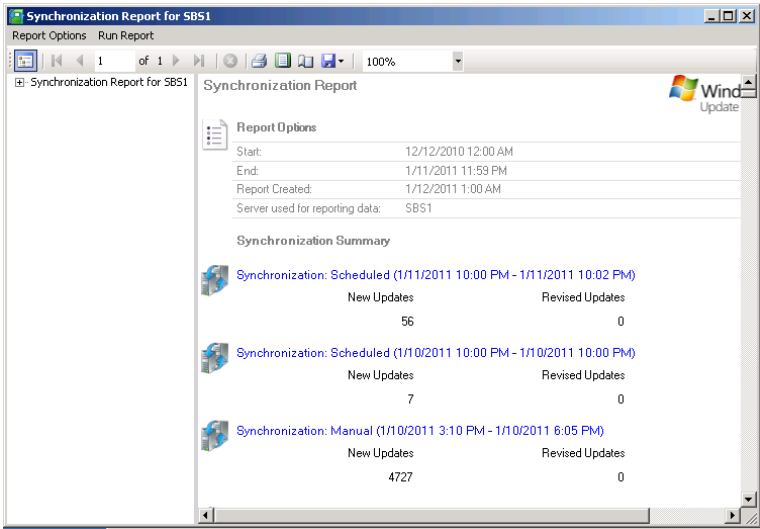 Synchronization Report for SBS1
Report Options Run Report
1 of 1 100%
Synchronization Report for SBS1
Synchronization Report
Wind
Update
Report Options
Start: 12/12/2010 12:00 AM
End: 1/11/2011 11:59 PM
Report Created: 1/12/2011 1:00 AM
Server used for reporting data: SBS1
Synchronization Summary
Synchronization: Scheduled (1/11/2011 10:00 PM - 1/11/2011 10:02 PM)
New Updates Revised Updates
56 0
Synchronization: Scheduled (1/10/2011 10:00 PM - 1/10/2011 10:00 PM)
New Updates Revised Updates
7 0
Synchronization: Manual (1/10/2011 3:10 PM - 1/10/2011 6:05 PM)
New Updates Revised Updates
4727 0